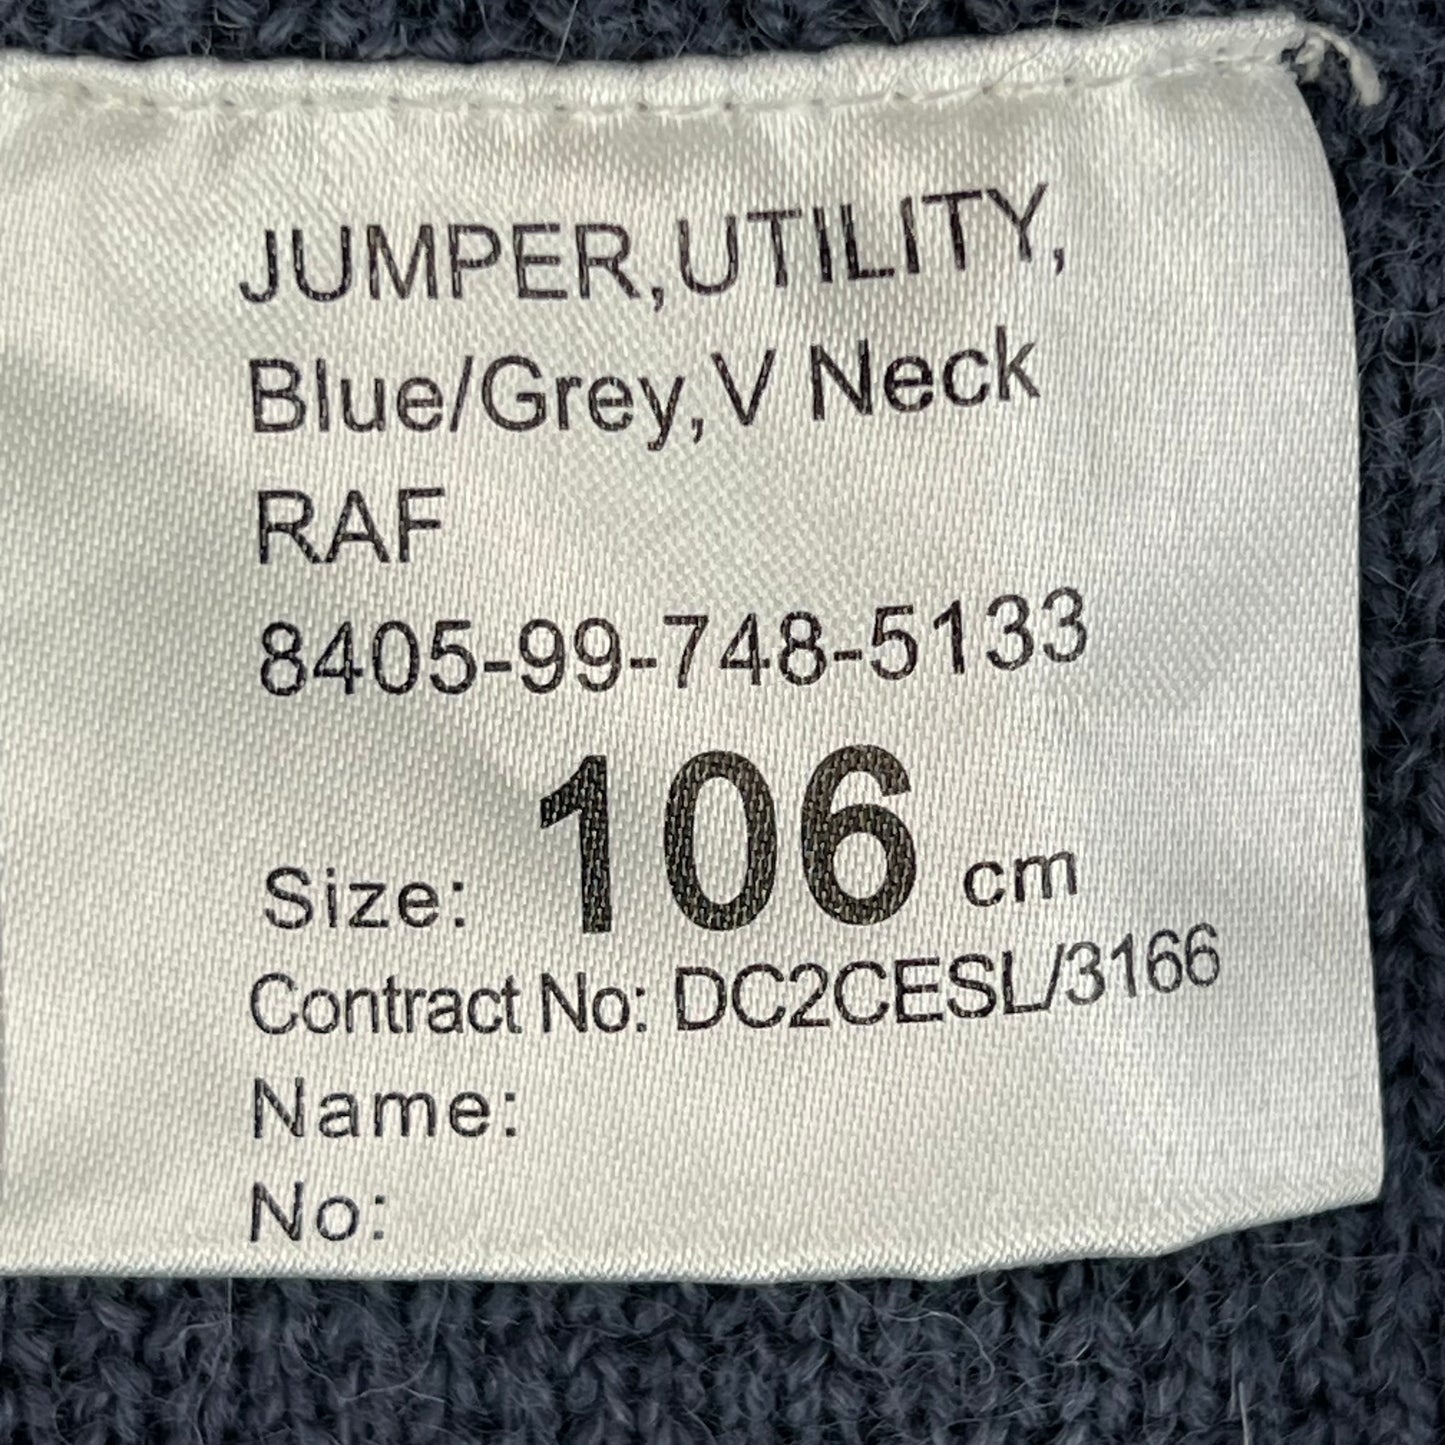 JUMPER,UTILITY,
Blue/Grey,V Neck
RAF
8405-99-748-5133
Size: 106 cm
Contract No: DC2CESL/3166
Name:
No: